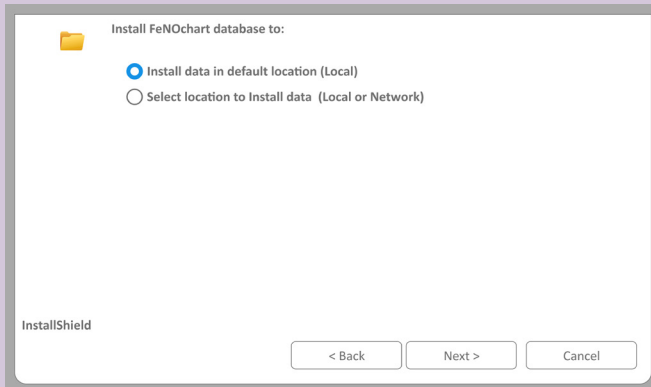 Install FeNOchart database to:
Install data in default location (Local)
Select location to Install data (Local or Network)
InstallShield
< Back
Next >
Cancel